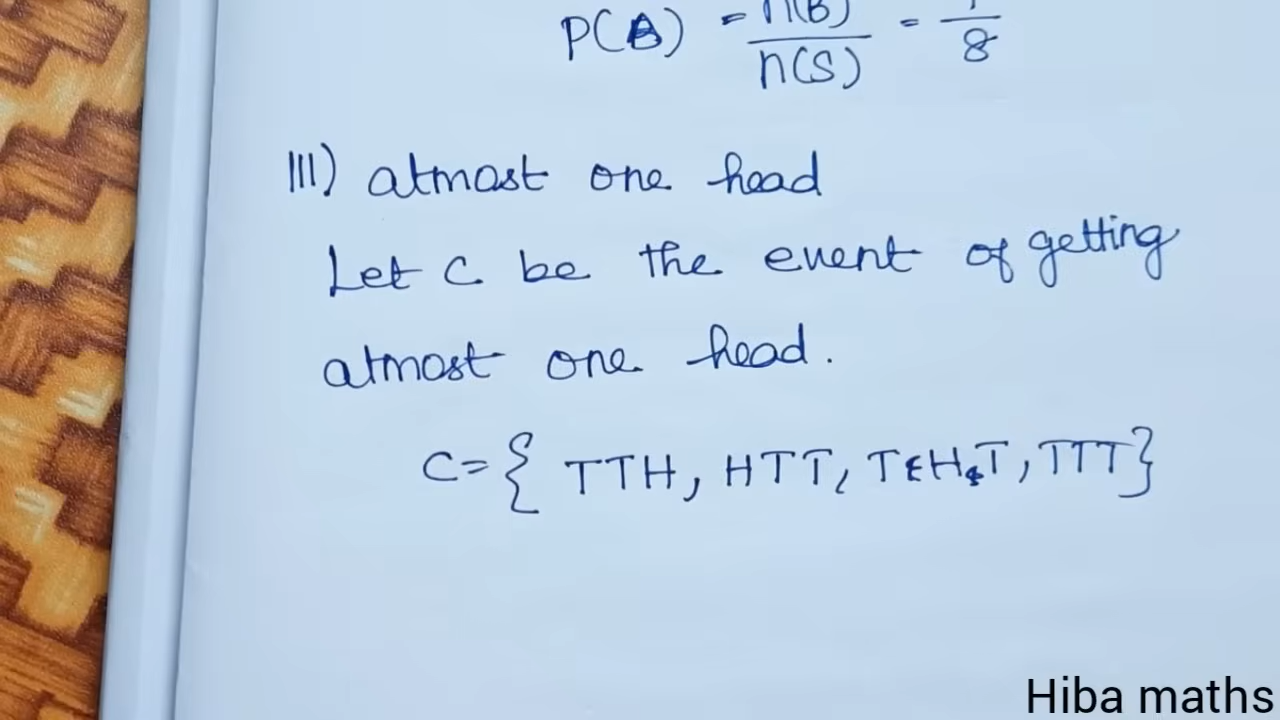 P(B) = n(B) / n(S) = 1 / 8
III) atmost one head
Let C be the event of getting
atmost one head.
C = { TTH, HTT, THT, TTT}
Hiba maths